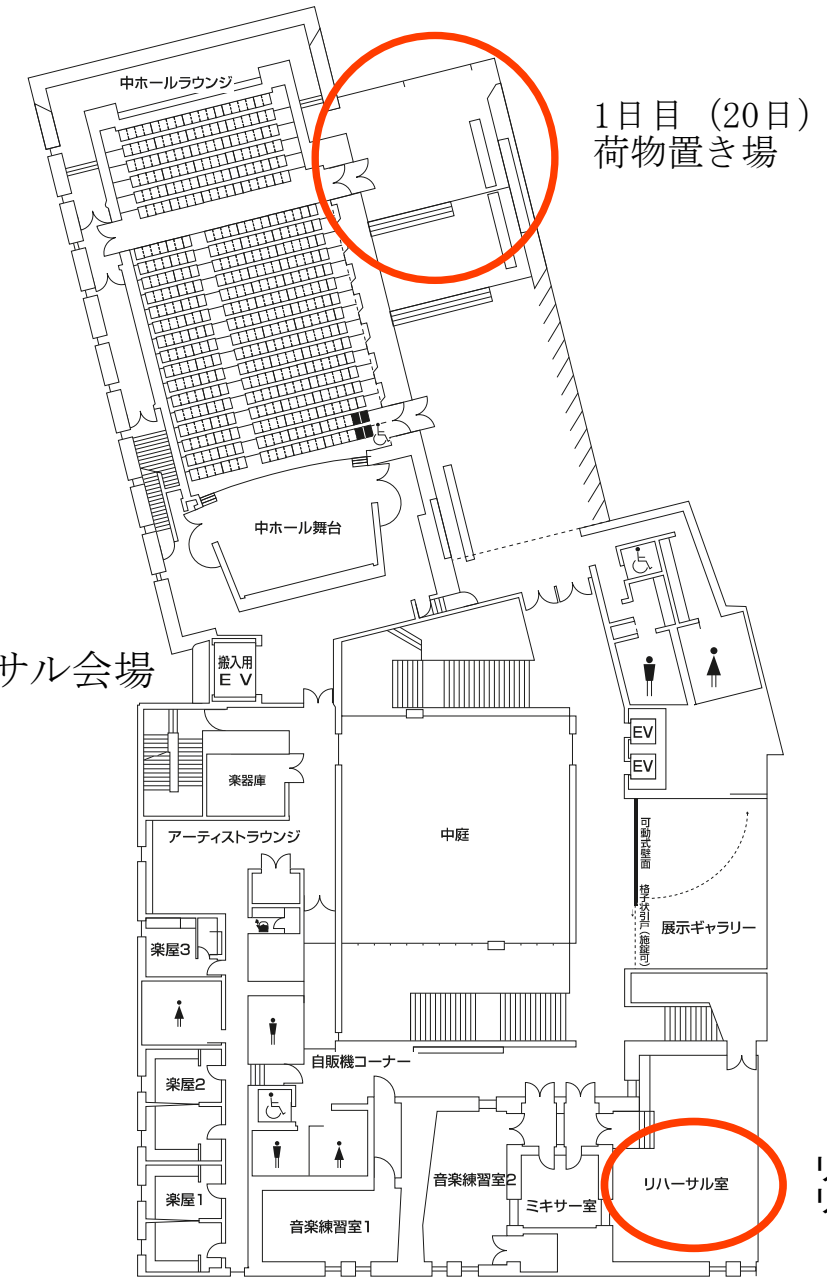 中ホールラウンジ
1日目（20日）
荷物置き場
中ホール舞台
サル会場
搬入用
ＥＶ
EV
EV
楽器庫
アーティストラウンジ
中庭
可動式壁面
格子状引戸（施錠可）
展示ギャラリー
楽屋3
自販機コーナー
楽屋2
楽屋1
音楽練習室1
音楽練習室2
ミキサー室
リハーサル室